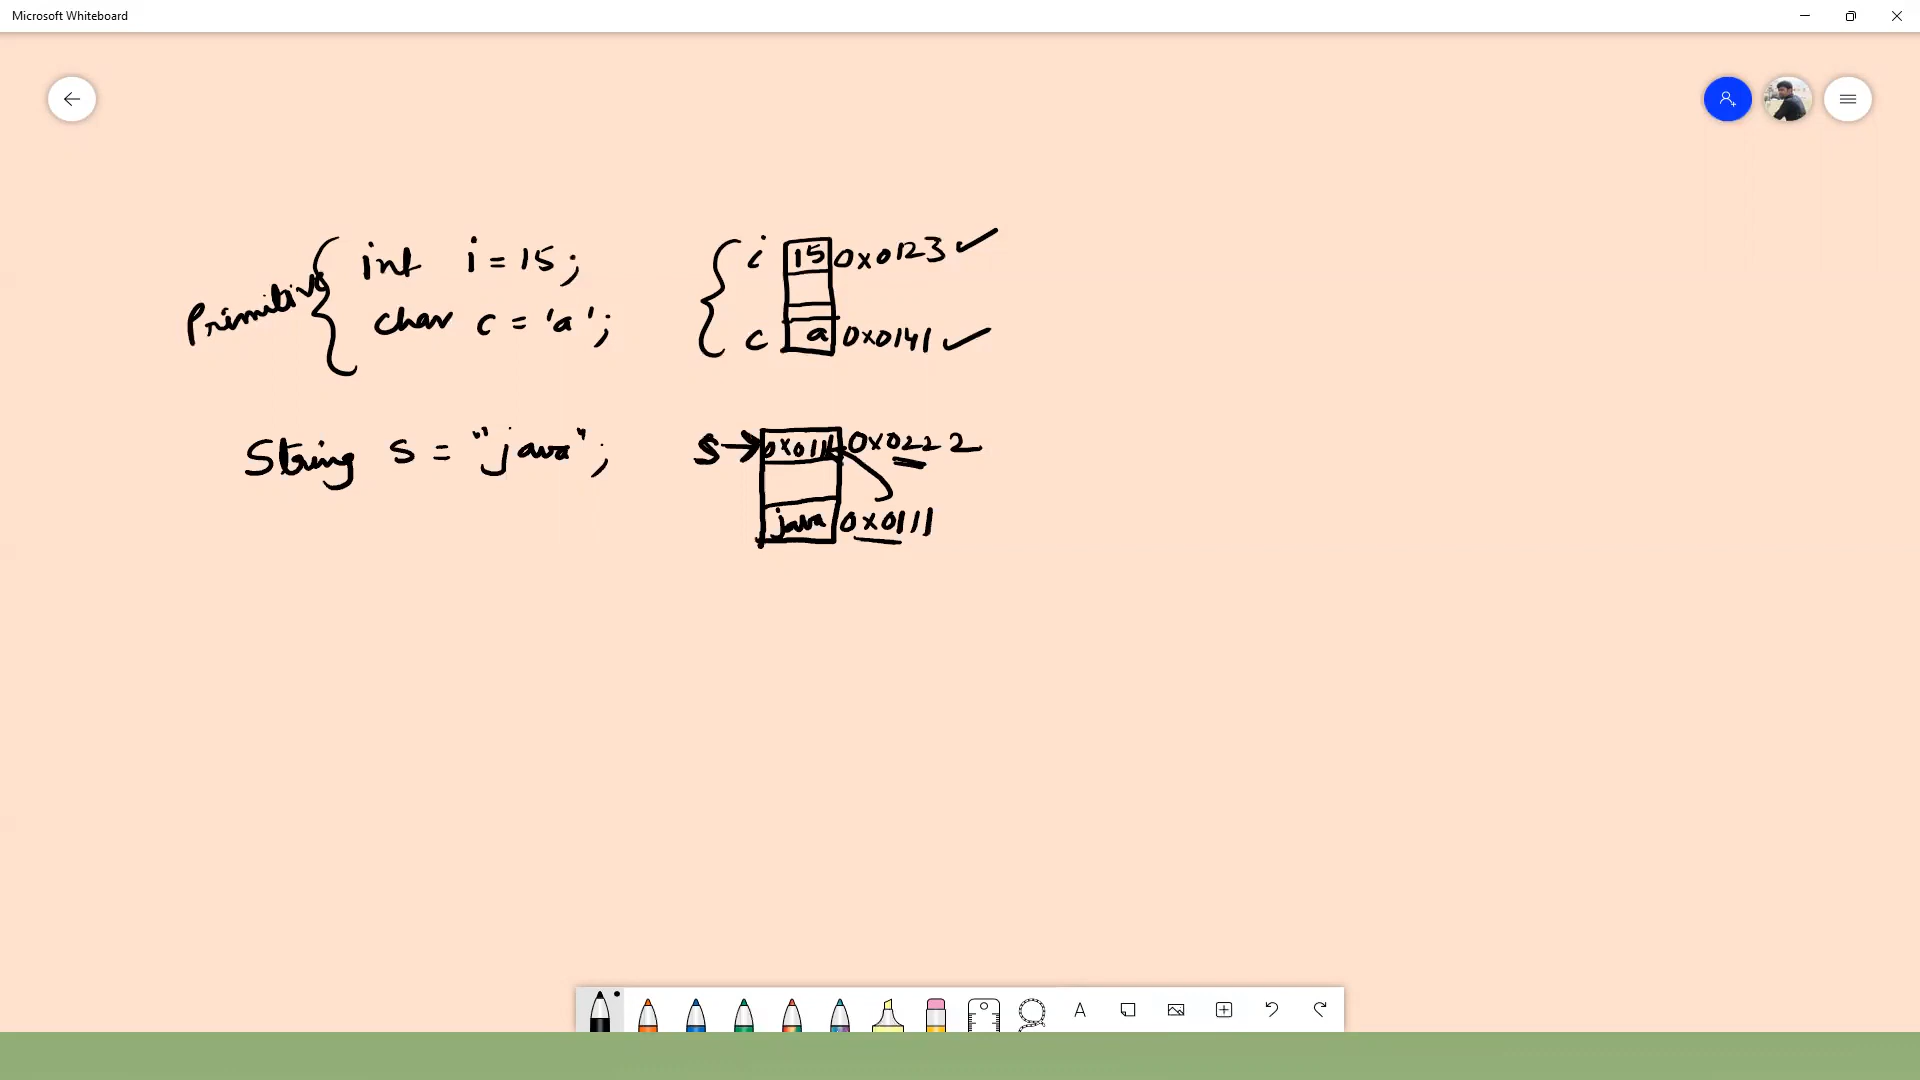 Microsoft Whiteboard
Primitive
int i = 15;
char c = 'a';
i 15 0x0123
c a 0x0141
String s = "java";
s 0x0111 0x0222
java 0x0111
A